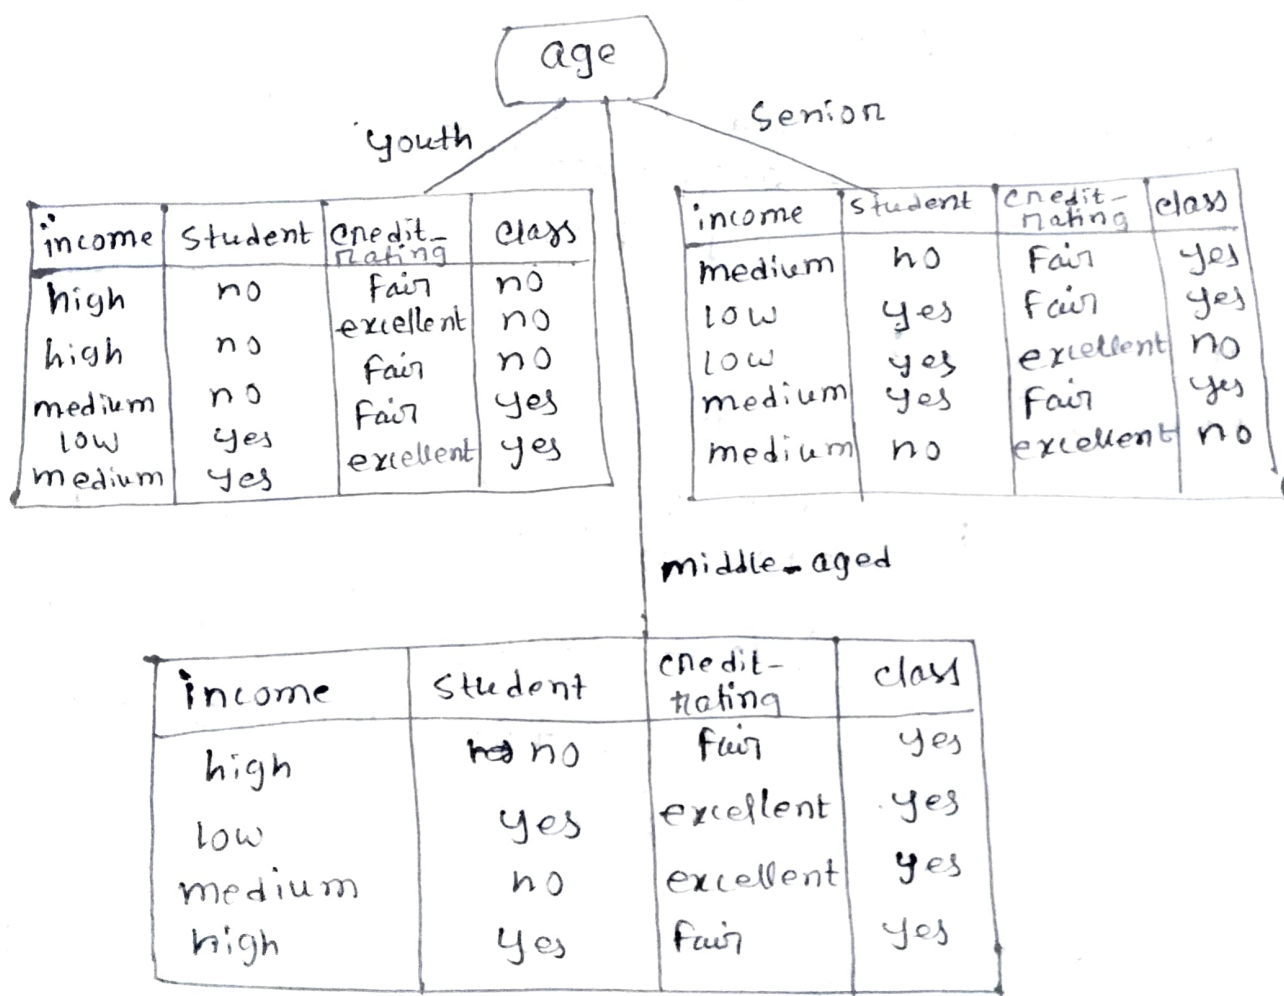 age
youth
Senior
income student credit-rating class
high no fair no
high no excellent no
medium no fair no
low yes fair yes
medium yes excellent yes
income student credit-rating class
medium no fair yes
low yes fair yes
low yes excellent no
medium yes fair yes
medium no excellent no
middle-aged
income student credit-rating class
high no fair yes
low yes excellent yes
medium no excellent yes
high yes fair yes